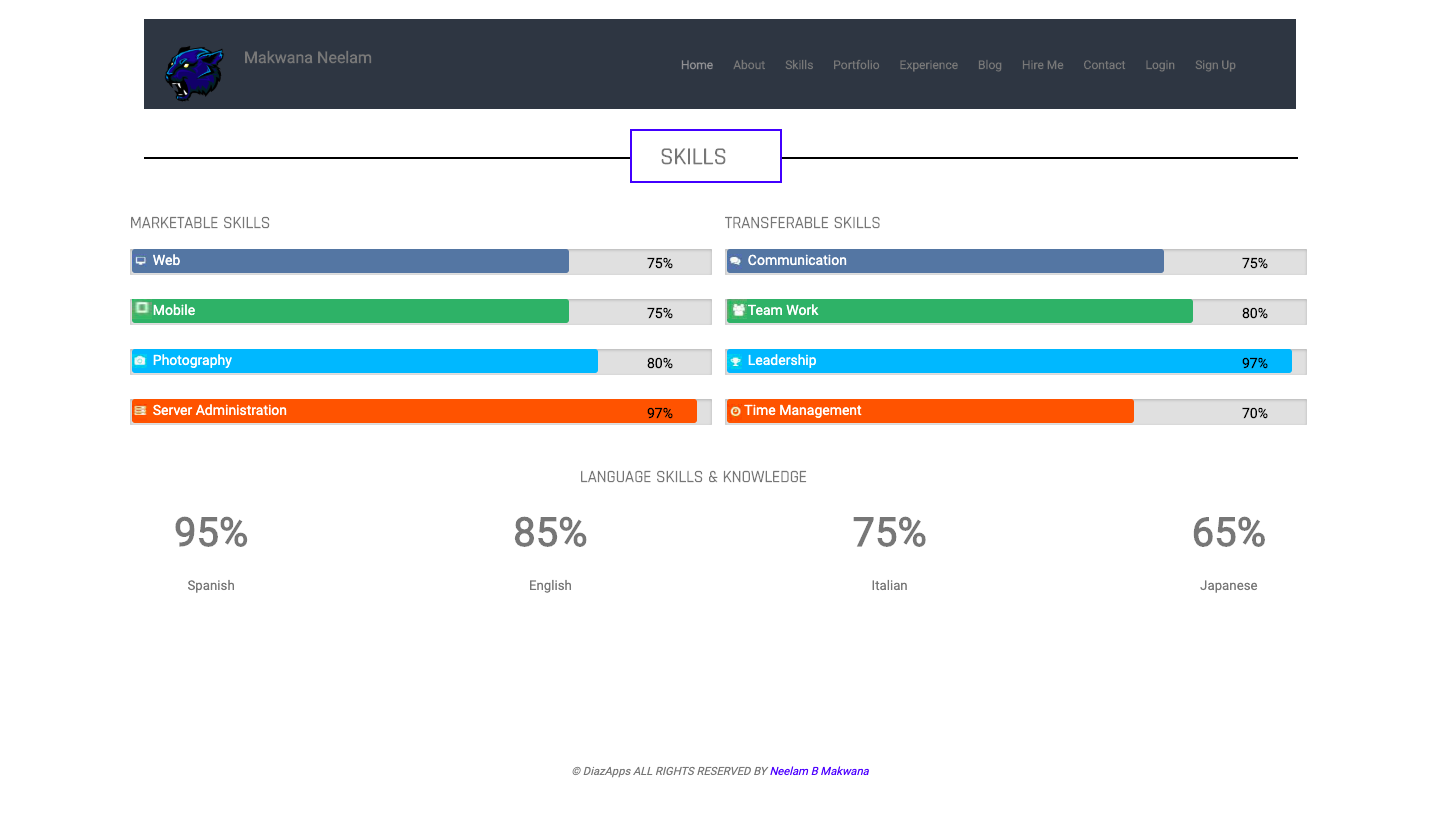 Makwana Neelam
Home About Skills Portfolio Experience Blog Hire Me Contact Login Sign Up
SKILLS
MARKETABLE SKILLS
Web 75%
Mobile 75%
Photography 80%
Server Administration 97%
TRANSFERABLE SKILLS
Communication 75%
Team Work 80%
Leadership 97%
Time Management 70%
LANGUAGE SKILLS & KNOWLEDGE
95% 85% 75% 65%
Spanish English Italian Japanese
© DiazApps ALL RIGHTS RESERVED BY Neelam B Makwana